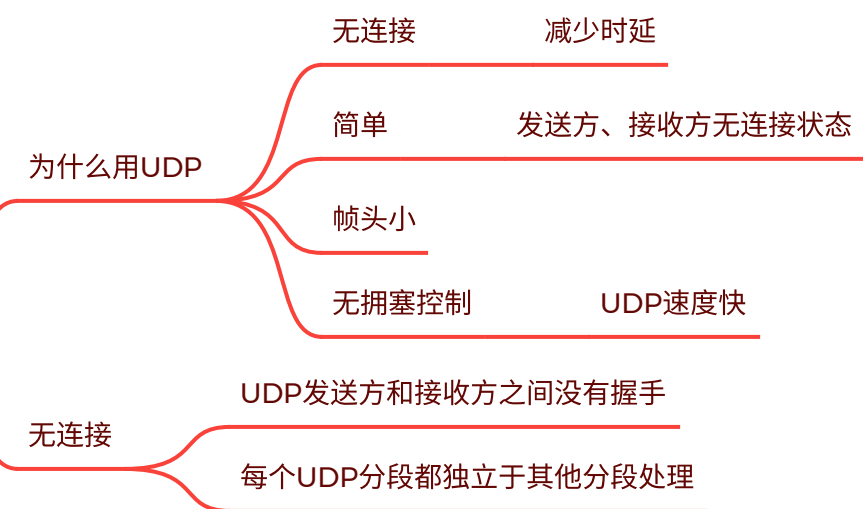 为什么用UDP
无连接
减少时延
简单
发送方、接收方无连接状态
帧头小
无拥塞控制
UDP速度快
无连接
UDP发送方和接收方之间没有握手
每个UDP分段都独立于其他分段处理